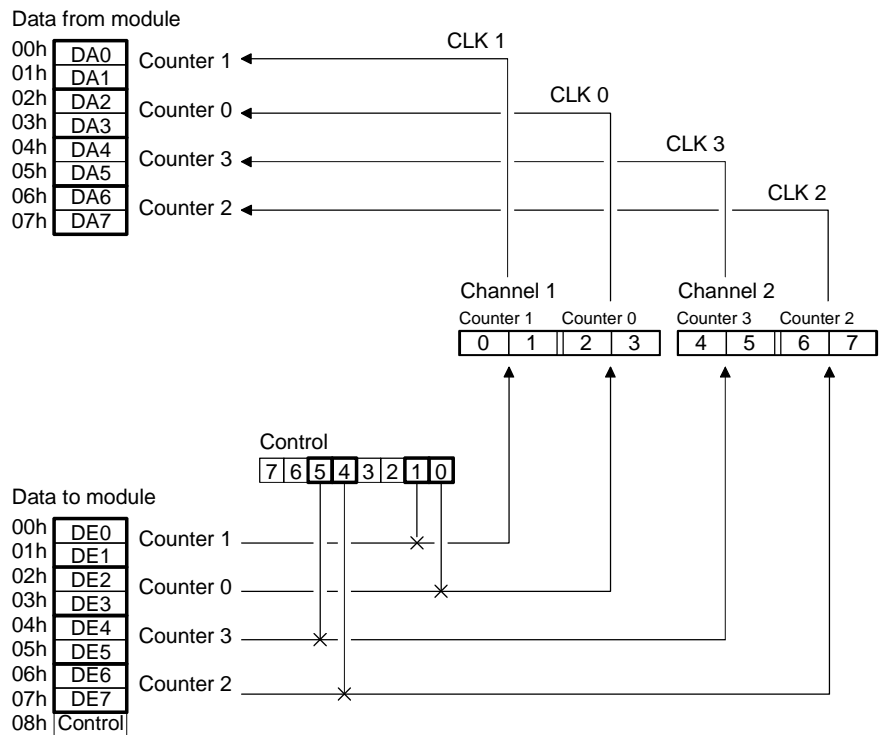 Data from module
00h DA0 Counter 1 CLK 1
01h DA1
02h DA2 Counter 0 CLK 0
03h DA3
04h DA4 Counter 3 CLK 3
05h DA5
06h DA6 Counter 2 CLK 2
07h DA7
Channel 1 Channel 2
Counter 1 Counter 0 Counter 3 Counter 2
0 1 2 3 4 5 6 7
Control
7 6 5 4 3 2 1 0
Data to module
00h DE0 Counter 1
01h DE1
02h DE2 Counter 0
03h DE3
04h DE4 Counter 3
05h DE5
06h DE6 Counter 2
07h DE7
08h Control